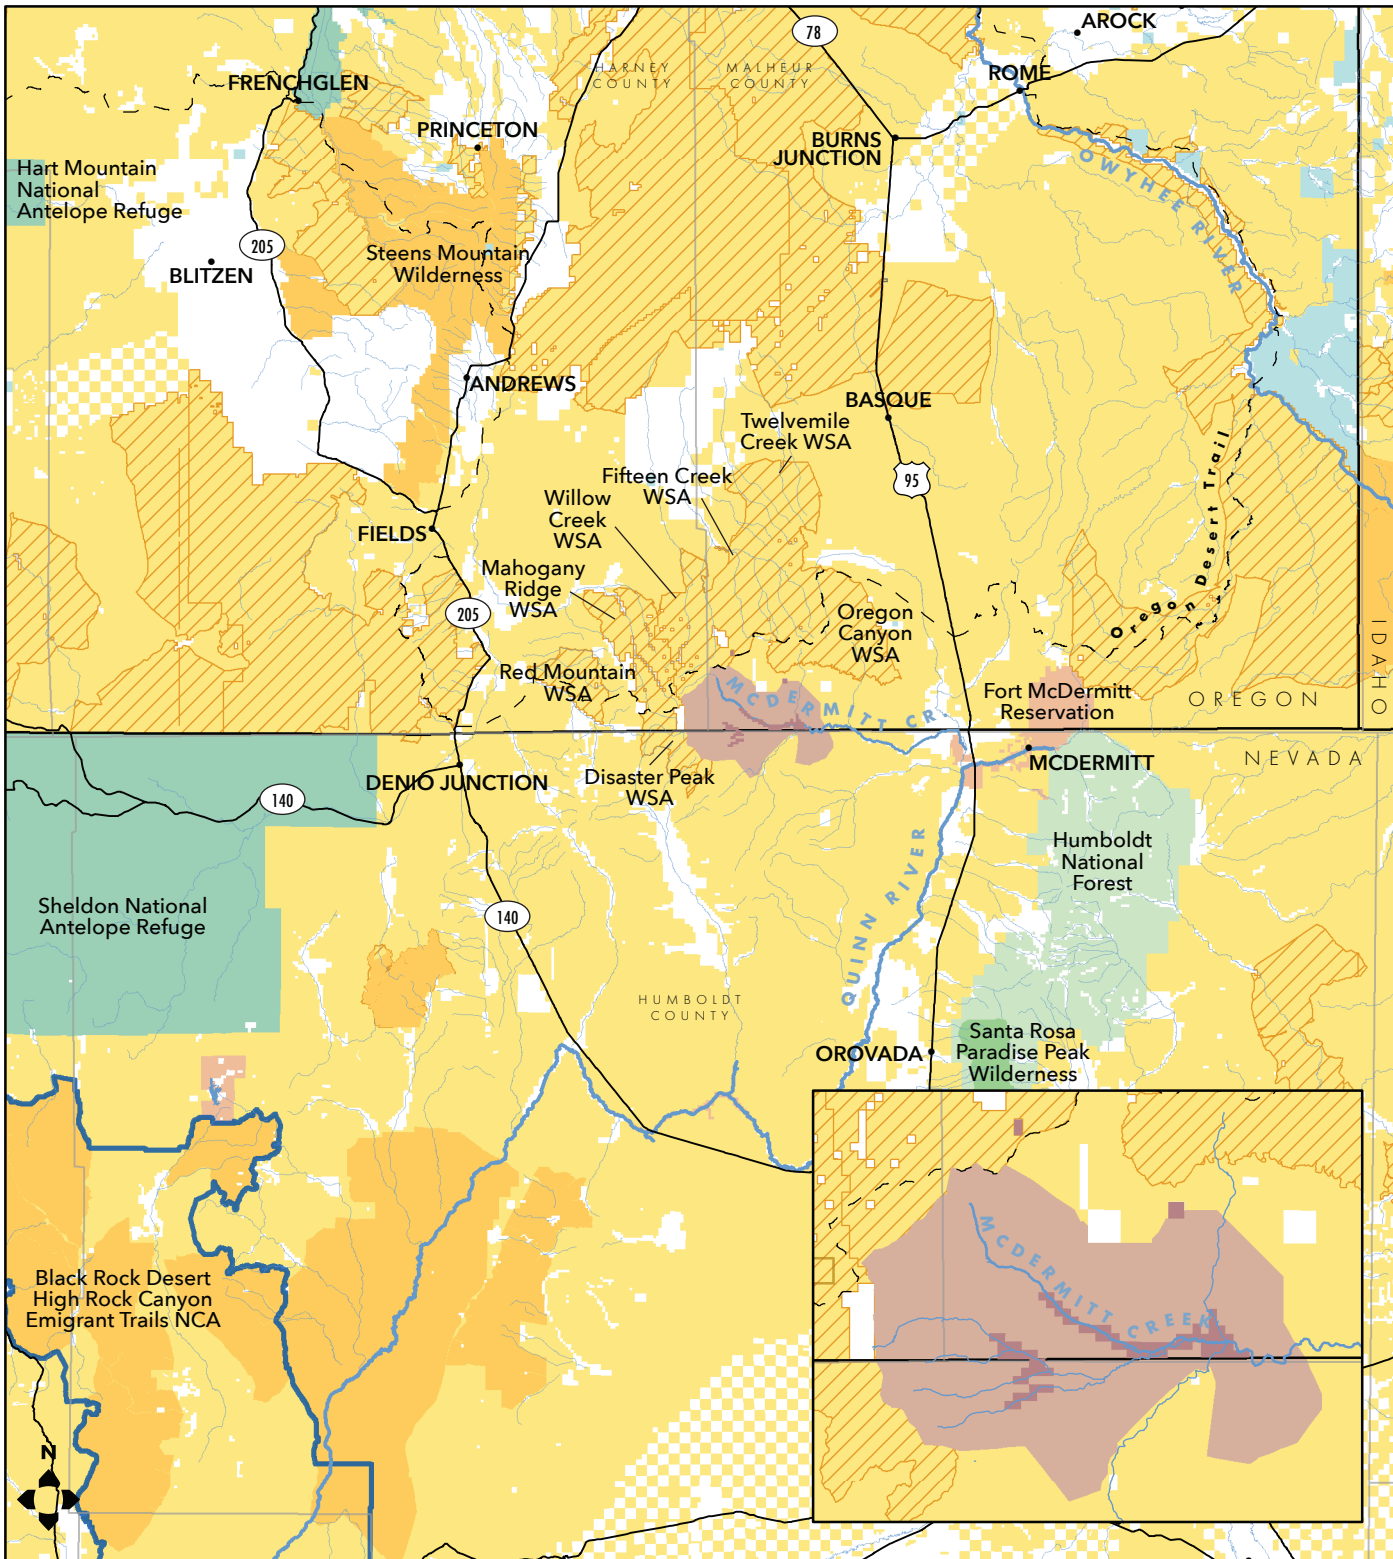 AROCK
78
HARNEY
COUNTY
MALHEUR
COUNTY
ROME
FRENCHGLEN
PRINCETON
BURNS
JUNCTION
OWYHEE RIVER
Hart Mountain
National
Antelope Refuge
205
Steens Mountain
Wilderness
BLITZEN
ANDREWS
BASQUE
Twelvemile
Creek WSA
Fifteen Creek
WSA
95
Willow
Creek
WSA
Oregon Desert Trail
FIELDS
Mahogany
Ridge
WSA
205
Oregon
Canyon
WSA
IDAHO
Red Mountain
WSA
MCDERMITT CR.
Fort McDermitt
Reservation
OREGON
NEVADA
MCDERMITT
DENIO JUNCTION
Disaster Peak
WSA
140
QUINN RIVER
Humboldt
National
Forest
Sheldon National
Antelope Refuge
140
HUMBOLDT
COUNTY
OROVADA
Santa Rosa
Paradise Peak
Wilderness
MCDERMITT CREEK
Black Rock Desert
High Rock Canyon
Emigrant Trails NCA
N